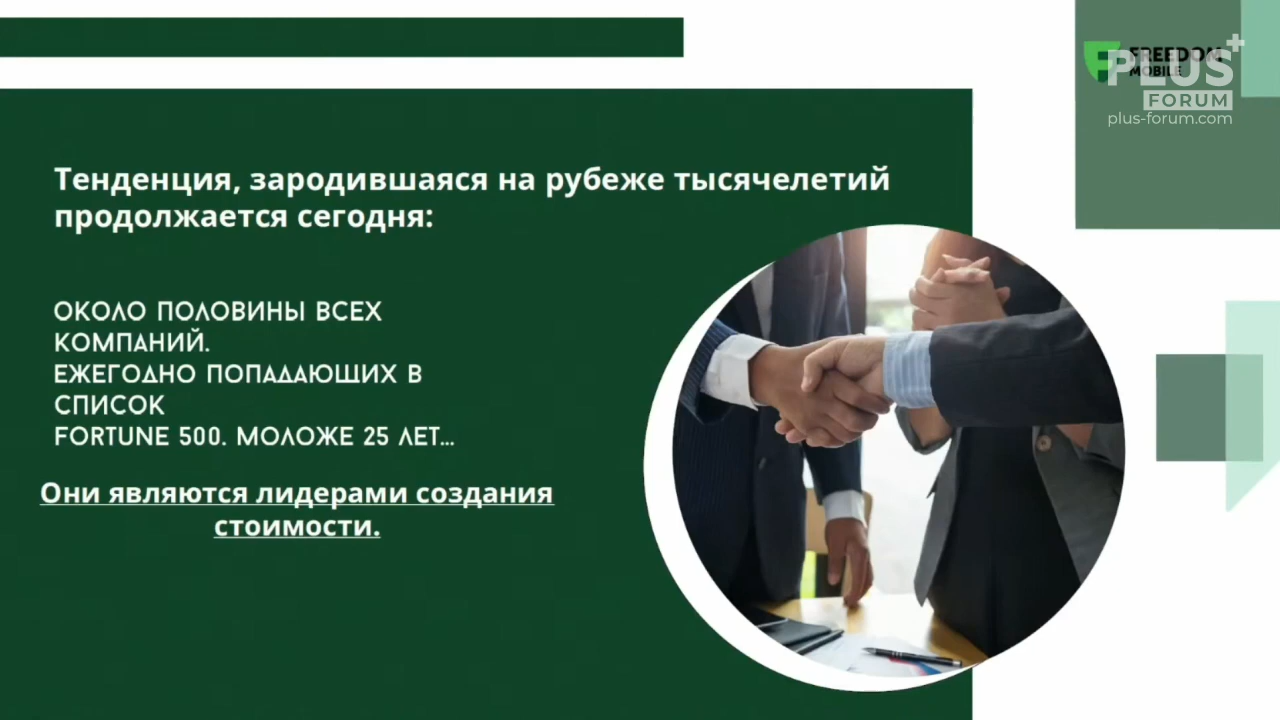 FREEDOM
MOBILE
PLUS+
FORUM
plus-forum.com
Тенденция, зародившаяся на рубеже тысячелетий
продолжается сегодня:
ОКОЛО ПОЛОВИНЫ ВСЕХ
КОМПАНИЙ.
ЕЖЕГОДНО ПОПАДАЮЩИХ В
СПИСОК
FORTUNE 500. МОЛОЖЕ 25 ЛЕТ...
Они являются лидерами создания
стоимости.